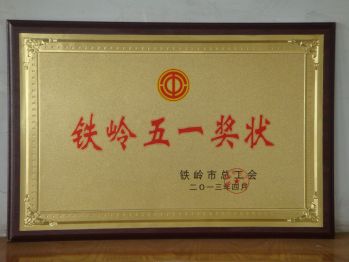 铁岭五一奖状
铁岭市总工会
二〇一三年四月